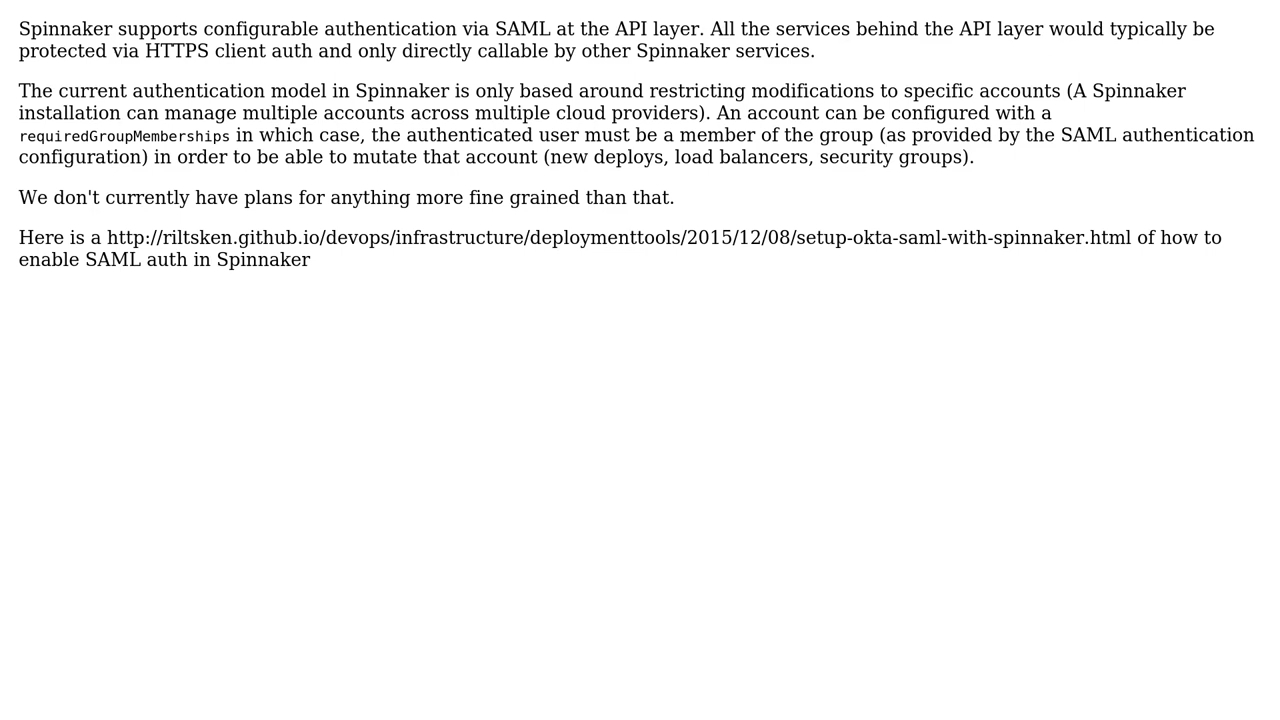 Spinnaker supports configurable authentication via SAML at the API layer. All the services behind the API layer would typically be
protected via HTTPS client auth and only directly callable by other Spinnaker services.
The current authentication model in Spinnaker is only based around restricting modifications to specific accounts (A Spinnaker
installation can manage multiple accounts across multiple cloud providers). An account can be configured with a
requiredGroupMemberships in which case, the authenticated user must be a member of the group (as provided by the SAML authentication
configuration) in order to be able to mutate that account (new deploys, load balancers, security groups).
We don't currently have plans for anything more fine grained than that.
Here is a http://riltsken.github.io/devops/infrastructure/deploymenttools/2015/12/08/setup-okta-saml-with-spinnaker.html of how to
enable SAML auth in Spinnaker